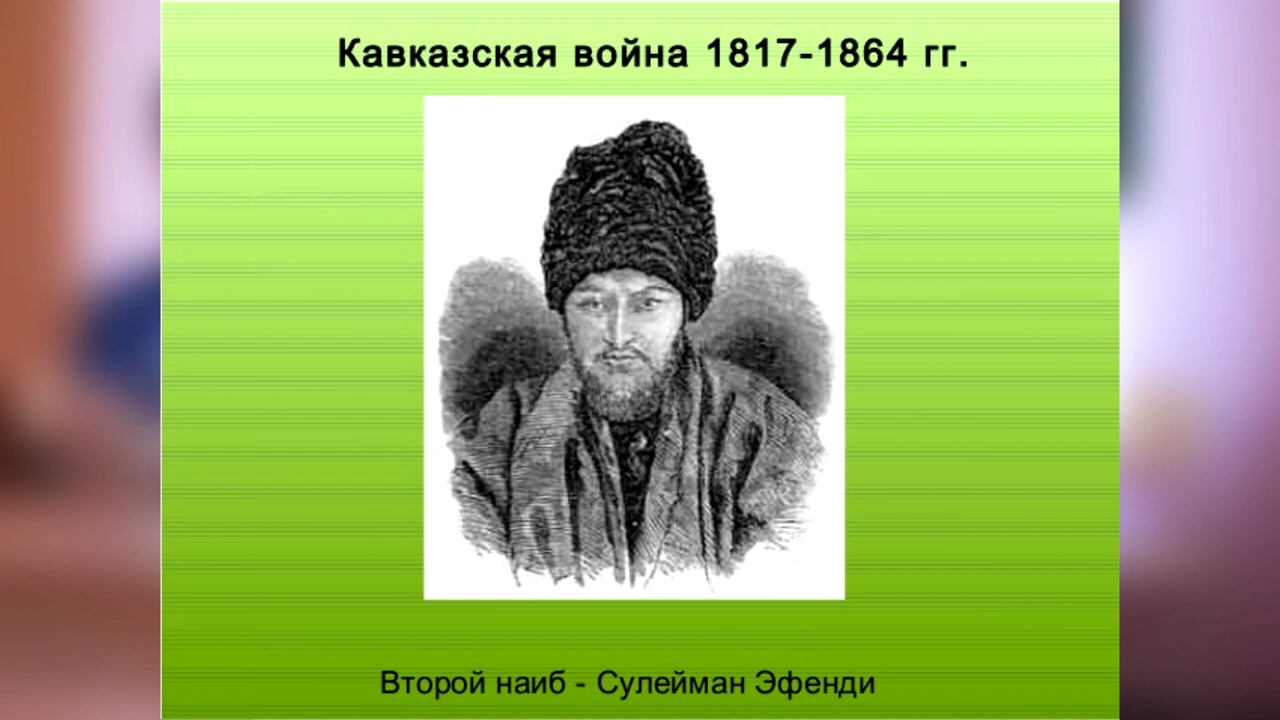 Кавказская война 1817-1864 гг.
Второй наиб - Сулейман Эфенди